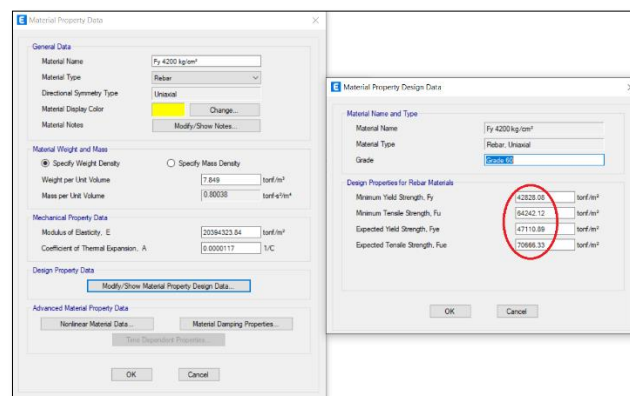 Material Property Data
General Data
Material Name Fy 4200 kg/cm²
Material Type Rebar
Directional Symmetry Type Uniaxial
Material Display Color Change...
Material Notes Modify/Show Notes...
Material Weight and Mass
Specify Weight Density Specify Mass Density
Weight per Unit Volume 7.849 tonf/m³
Mass per Unit Volume 0.80038 tonf-s²/m⁴
Mechanical Property Data
Modulus of Elasticity, E 20394323.84 tonf/m²
Coefficient of Thermal Expansion, A 0.0000117 1/C
Design Property Data
Modify/Show Material Property Design Data...
Advanced Material Property Data
Nonlinear Material Data... Material Damping Properties...
Time Dependent Properties...
OK Cancel
Material Property Design Data
Material Name and Type
Material Name Fy 4200 kg/cm²
Material Type Rebar, Uniaxial
Grade Grade 60
Design Properties for Rebar Materials
Minimum Yield Strength, Fy 42828.08 tonf/m²
Minimum Tensile Strength, Fu 64242.12 tonf/m²
Expected Yield Strength, Fye 47110.89 tonf/m²
Expected Tensile Strength, Fue 70666.33 tonf/m²
OK Cancel